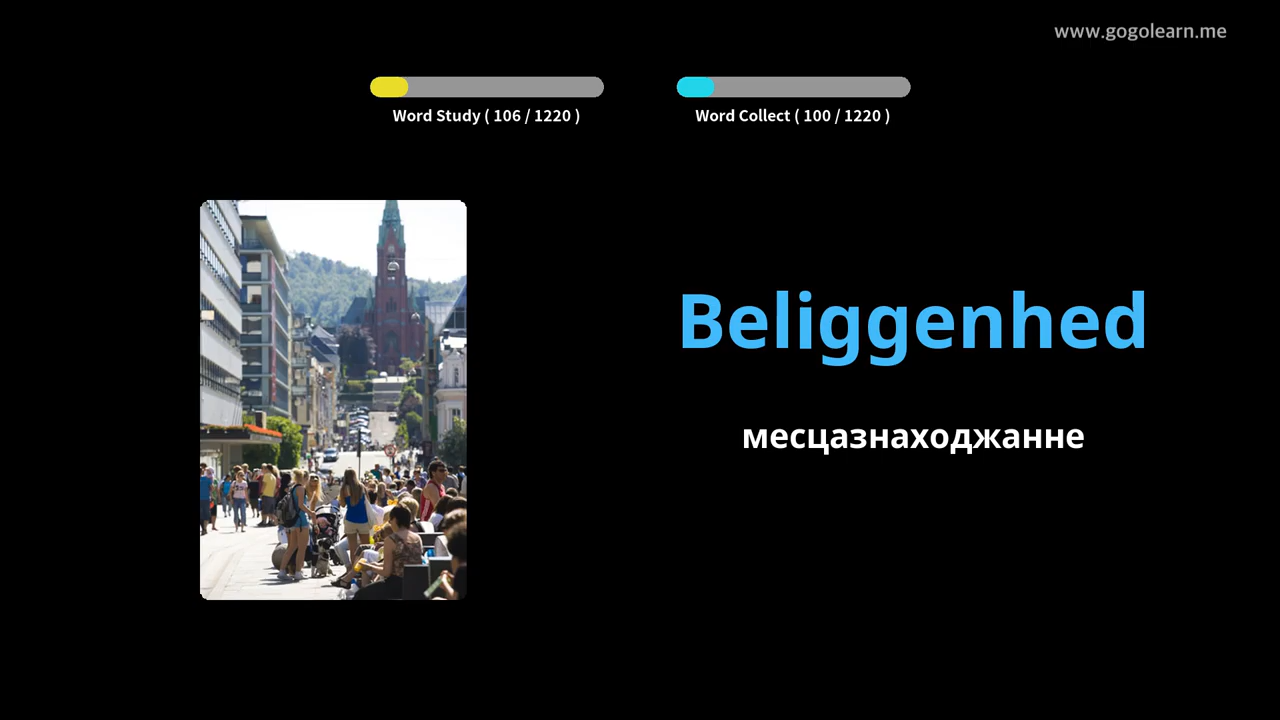 www.gogolearn.me
Word Study ( 106 / 1220 )
Word Collect ( 100 / 1220 )
Beliggenhed
месцазнаходжанне